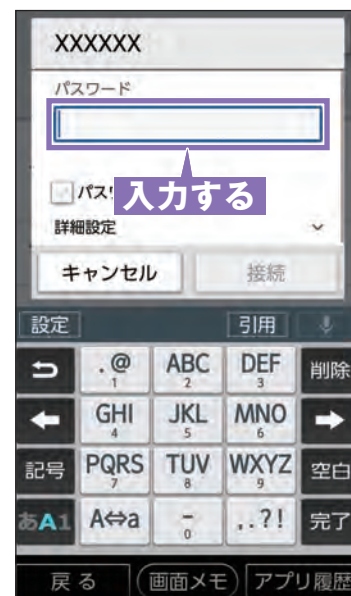 XXXXXX
パスワード
入力する
詳細設定
キャンセル 接続
設定 引用
.@ ABC DEF 削除
1 2 3
GHI JKL MNO
4 5 6
記号 PQRS TUV WXYZ 空白
7 8 9
あA1 A⇔a - ,.?! 完了
0
戻る 画面メモ アプリ履歴